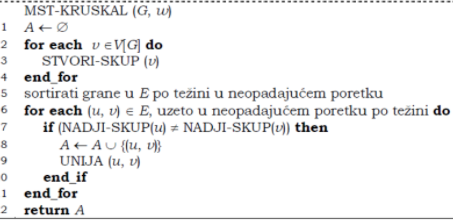 MST-KRUSKAL (G, w)
1 A ← ∅
2 for each v ∈V[G] do
3 STVORI-SKUP (v)
4 end_for
5 sortirati grane u E po težini u neopadajućem poretku
6 for each (u, v) ∈ E, uzeto u neopadajućem poretku po težini do
7 if (NADJI-SKUP(u) ≠ NADJI-SKUP(v)) then
8 A ← A ∪ {(u, v)}
9 UNIJA (u, v)
0 end_if
1 end_for
2 return A